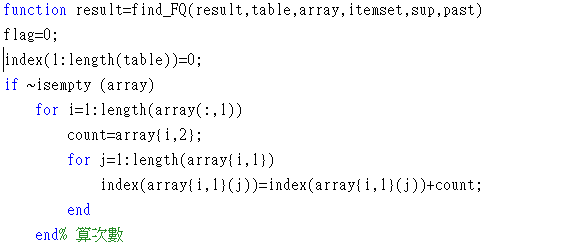 function result=find_FQ(result,table,array,itemset,sup,past)
flag=0;
index(1:length(table))=0;
if ~isempty (array)
    for i=1:length(array(:,1))
        count=array{i,2};
        for j=1:length(array{i,1})
            index(array{i,1}(j))=index(array{i,1}(j))+count;
        end
    end% 算次數